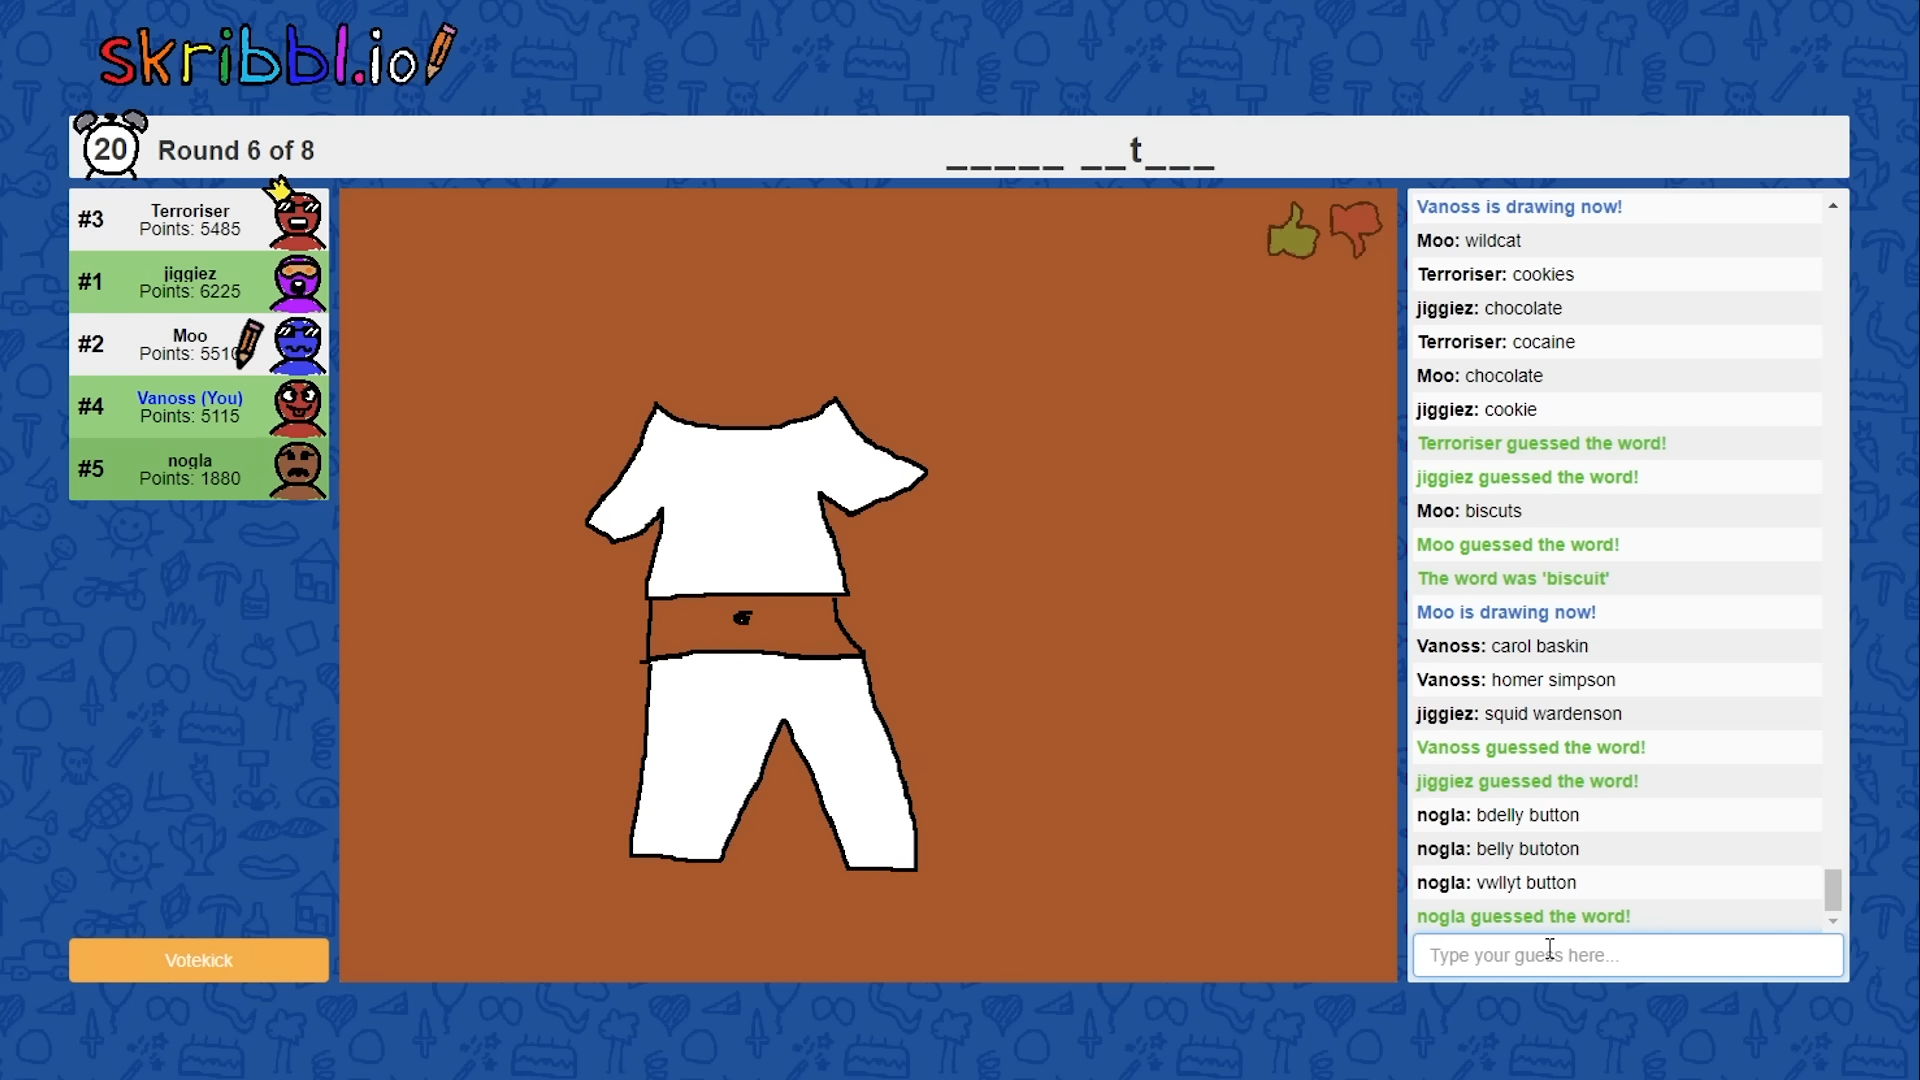 skribbl.io
20
Round 6 of 8
_____ __t___
#3
Terroriser
Points: 5485
#1
jiggiez
Points: 6225
#2
Moo
Points: 5510
#4
Vanoss (You)
Points: 5115
#5
nogla
Points: 1880
Votekick
Vanoss is drawing now!
Moo: wildcat
Terroriser: cookies
jiggiez: chocolate
Terroriser: cocaine
Moo: chocolate
jiggiez: cookie
Terroriser guessed the word!
jiggiez guessed the word!
Moo: biscuts
Moo guessed the word!
The word was 'biscuit'
Moo is drawing now!
Vanoss: carol baskin
Vanoss: homer simpson
jiggiez: squid wardenson
Vanoss guessed the word!
jiggiez guessed the word!
nogla: bdelly button
nogla: belly butoton
nogla: vwllyt button
nogla guessed the word!
Type your guess here...